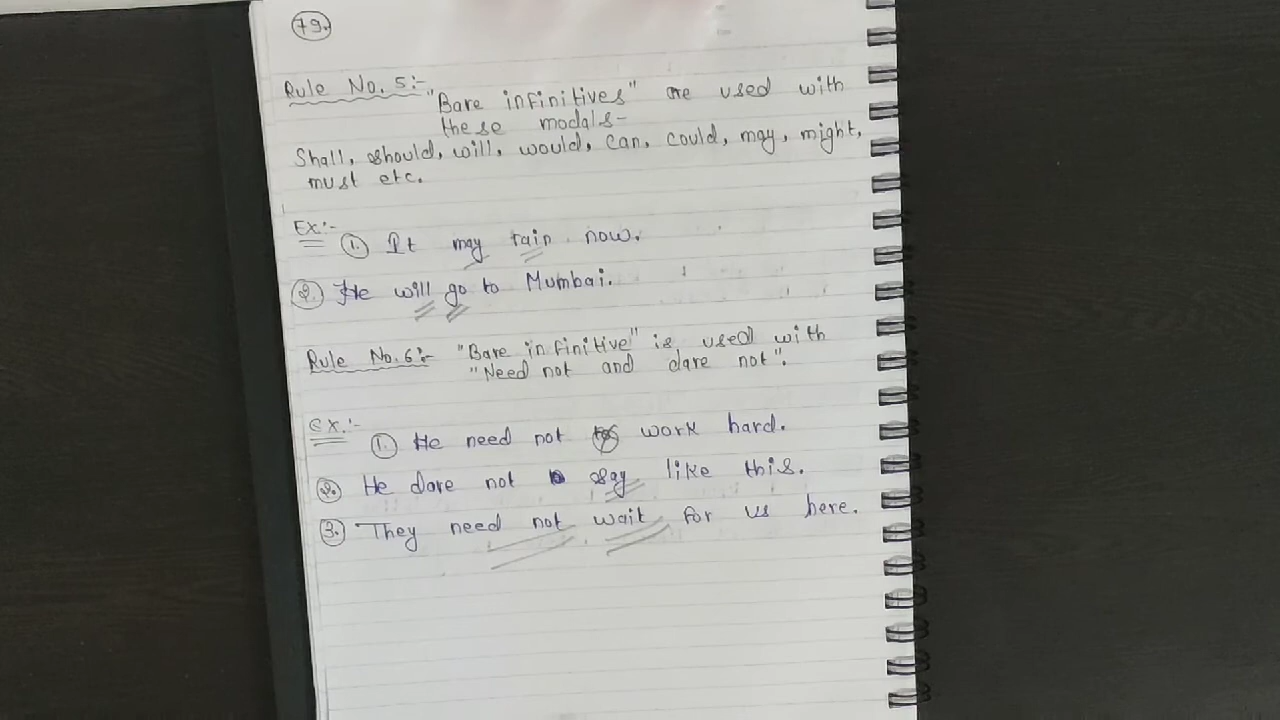 79.
Rule No. 5:-
"Bare infinitives" are used with
these modals-
Shall, should, will, would, can, could, may, might,
must etc.
Ex:-
1. It may rain now.
2. He will go to Mumbai.
Rule No. 6:- "Bare infinitive" is used with
"Need not and dare not".
Ex:-
1. He need not work hard.
2. He dare not say like this.
3. They need not wait for us here.